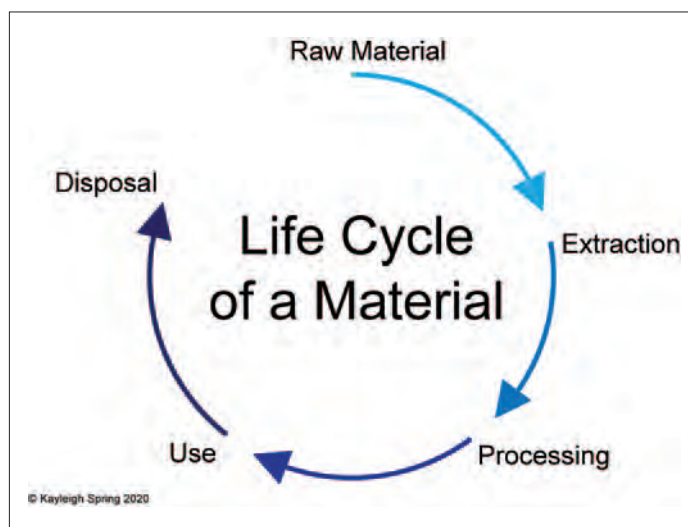 Raw Material
Disposal
Life Cycle
of a Material
Extraction
Use
Processing
© Kayleigh Spring 2020